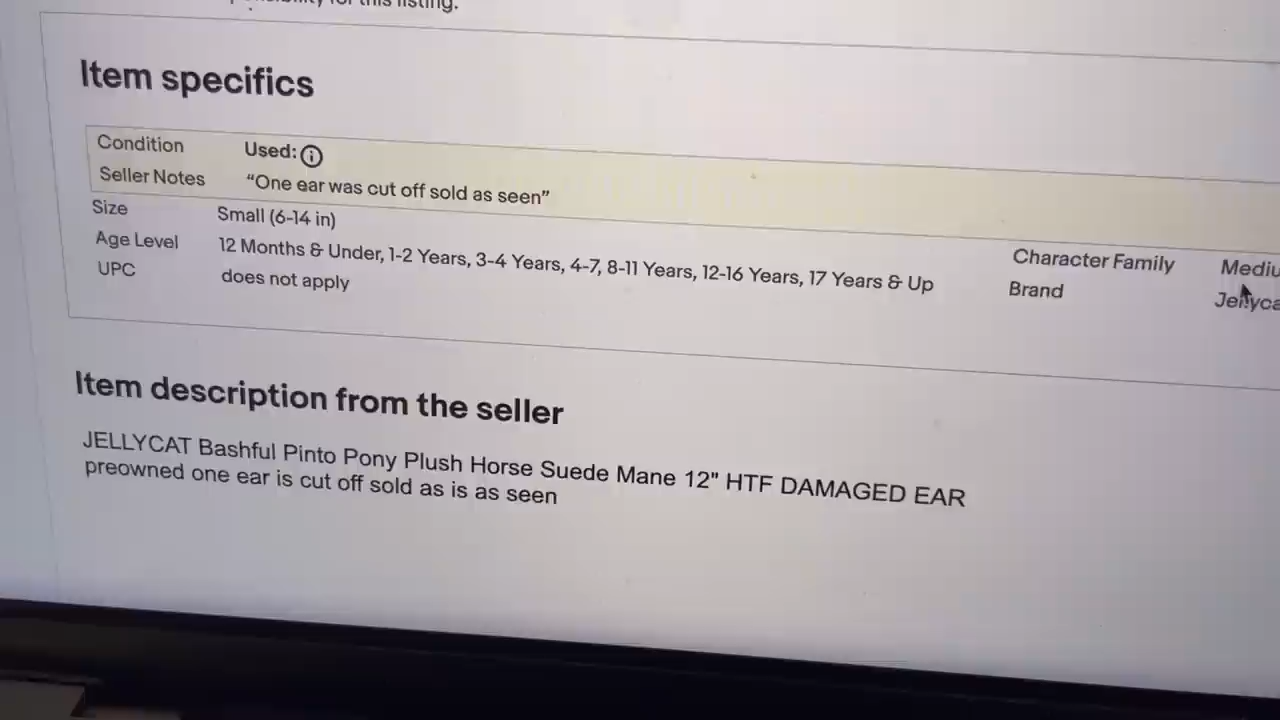 for this listing.
Item specifics
Condition Used:
Seller Notes “One ear was cut off sold as seen”
Size Small (6-14 in)
Age Level 12 Months & Under, 1-2 Years, 3-4 Years, 4-7, 8-11 Years, 12-16 Years, 17 Years & Up Character Family
UPC does not apply Brand
Item description from the seller
JELLYCAT Bashful Pinto Pony Plush Horse Suede Mane 12" HTF DAMAGED EAR
preowned one ear is cut off sold as is as seen